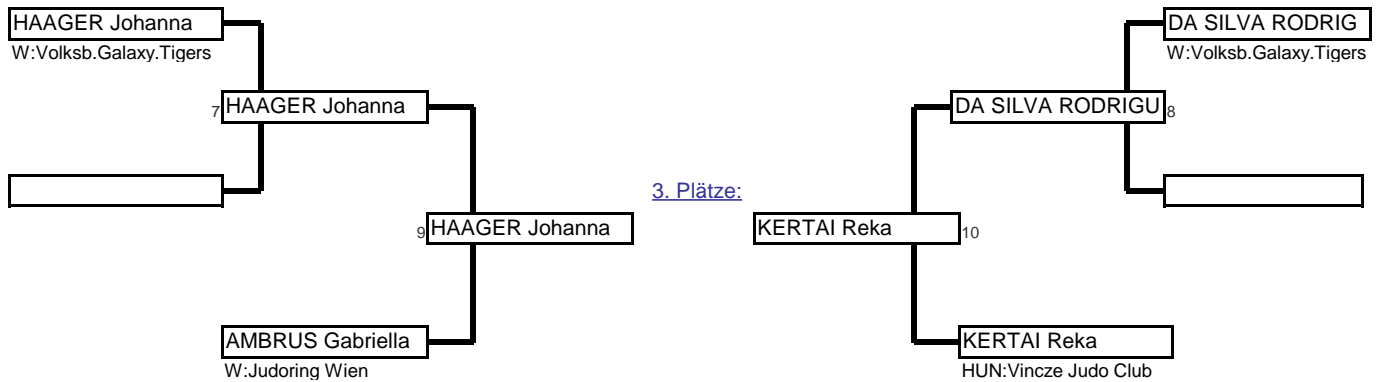 HAAGER Johanna
W:Volksb.Galaxy.Tigers
DA SILVA RODRIG
W:Volksb.Galaxy.Tigers
7 HAAGER Johanna
DA SILVA RODRIGU 8
3. Plätze:
9 HAAGER Johanna
KERTAI Reka 10
AMBRUS Gabriella
W:Judoring Wien
KERTAI Reka
HUN:Vincze Judo Club